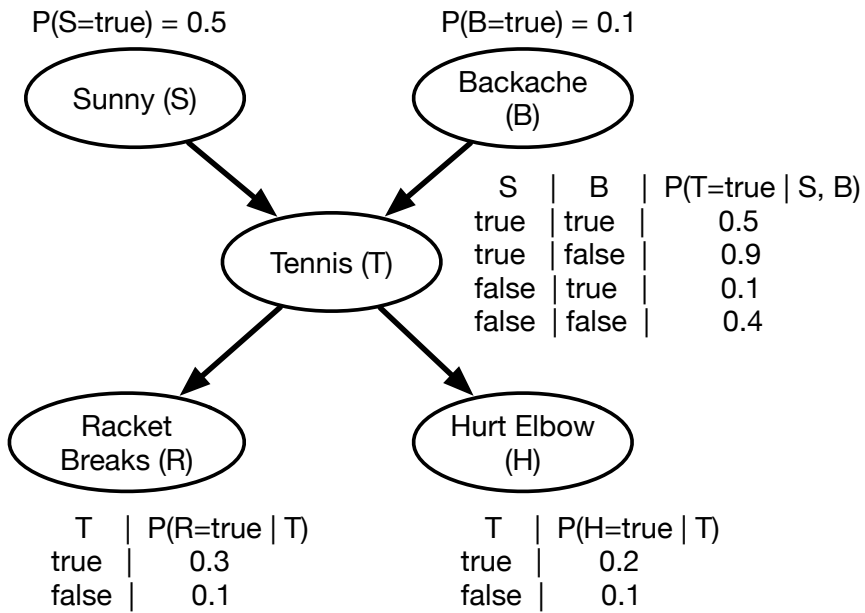 P(S=true) = 0.5
P(B=true) = 0.1
Sunny (S)
Backache
(B)
S | B | P(T=true | S, B)
true | true | 0.5
true | false | 0.9
false | true | 0.1
false | false | 0.4
Tennis (T)
Racket
Breaks (R)
Hurt Elbow
(H)
T | P(R=true | T)
true | 0.3
false | 0.1
T | P(H=true | T)
true | 0.2
false | 0.1